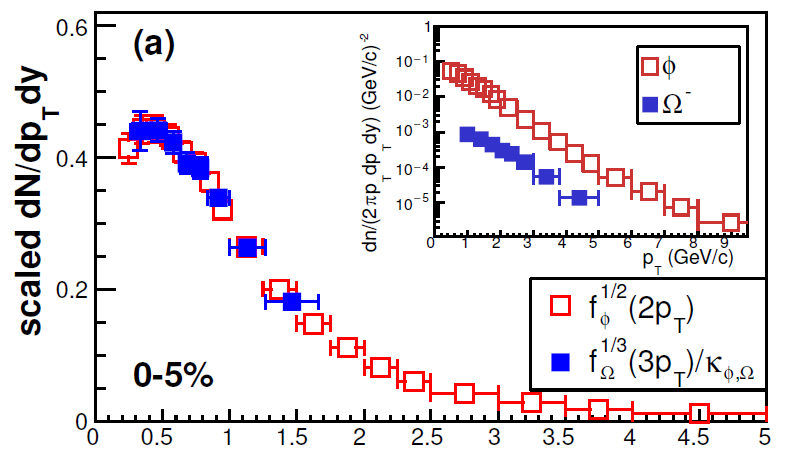 (a)
0.6
0.4
0.2
0
scaled dN/dp_T dy
0-5%
0 0.5 1 1.5 2 2.5 3 3.5 4 4.5 5
f_ϕ^{1/2}(2p_T)
f_Ω^{1/3}(3p_T)/κ_{ϕ,Ω}
dn/(2πp_T dp_T dy) (GeV/c)^{-2}
1
10^{-1}
10^{-2}
10^{-3}
10^{-4}
10^{-5}
ϕ
Ω^-
0 1 2 3 4 5 6 7 8 9
p_T (GeV/c)